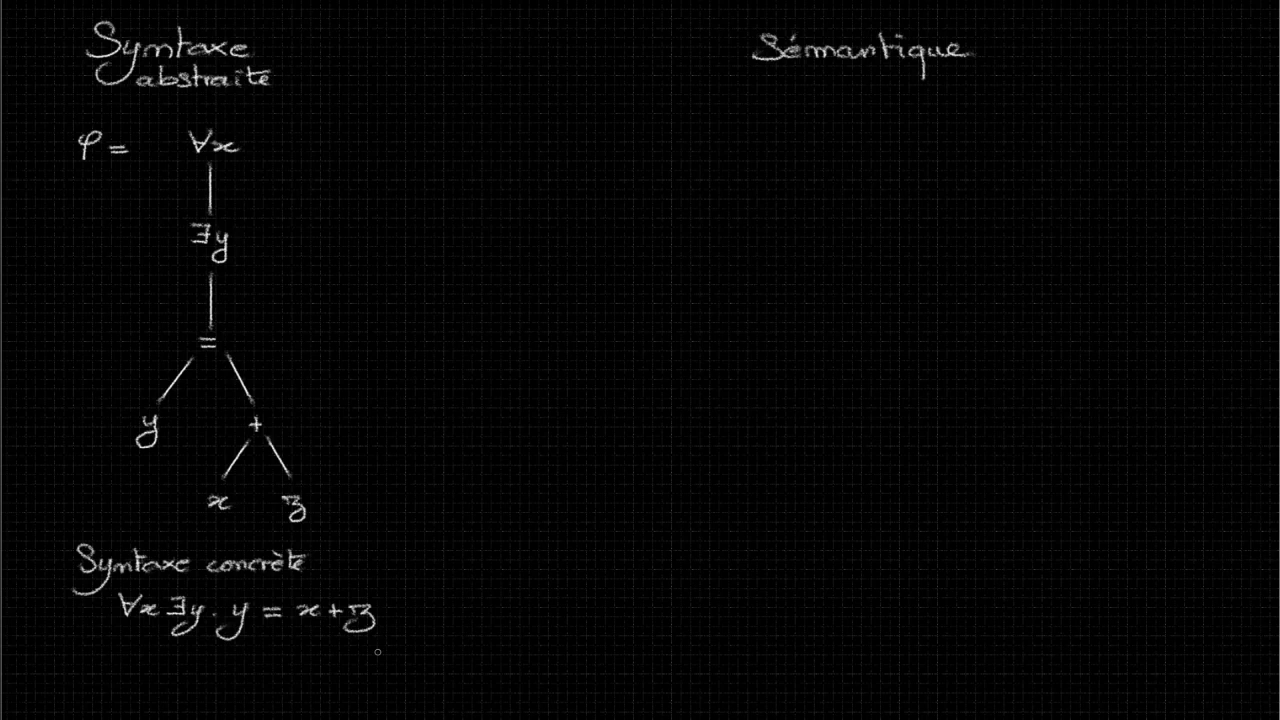 Syntaxe
abstraite
Sémantique
φ = ∀x
∃y
=
y +
x z
Syntaxe concrète
∀x ∃y . y = x + z